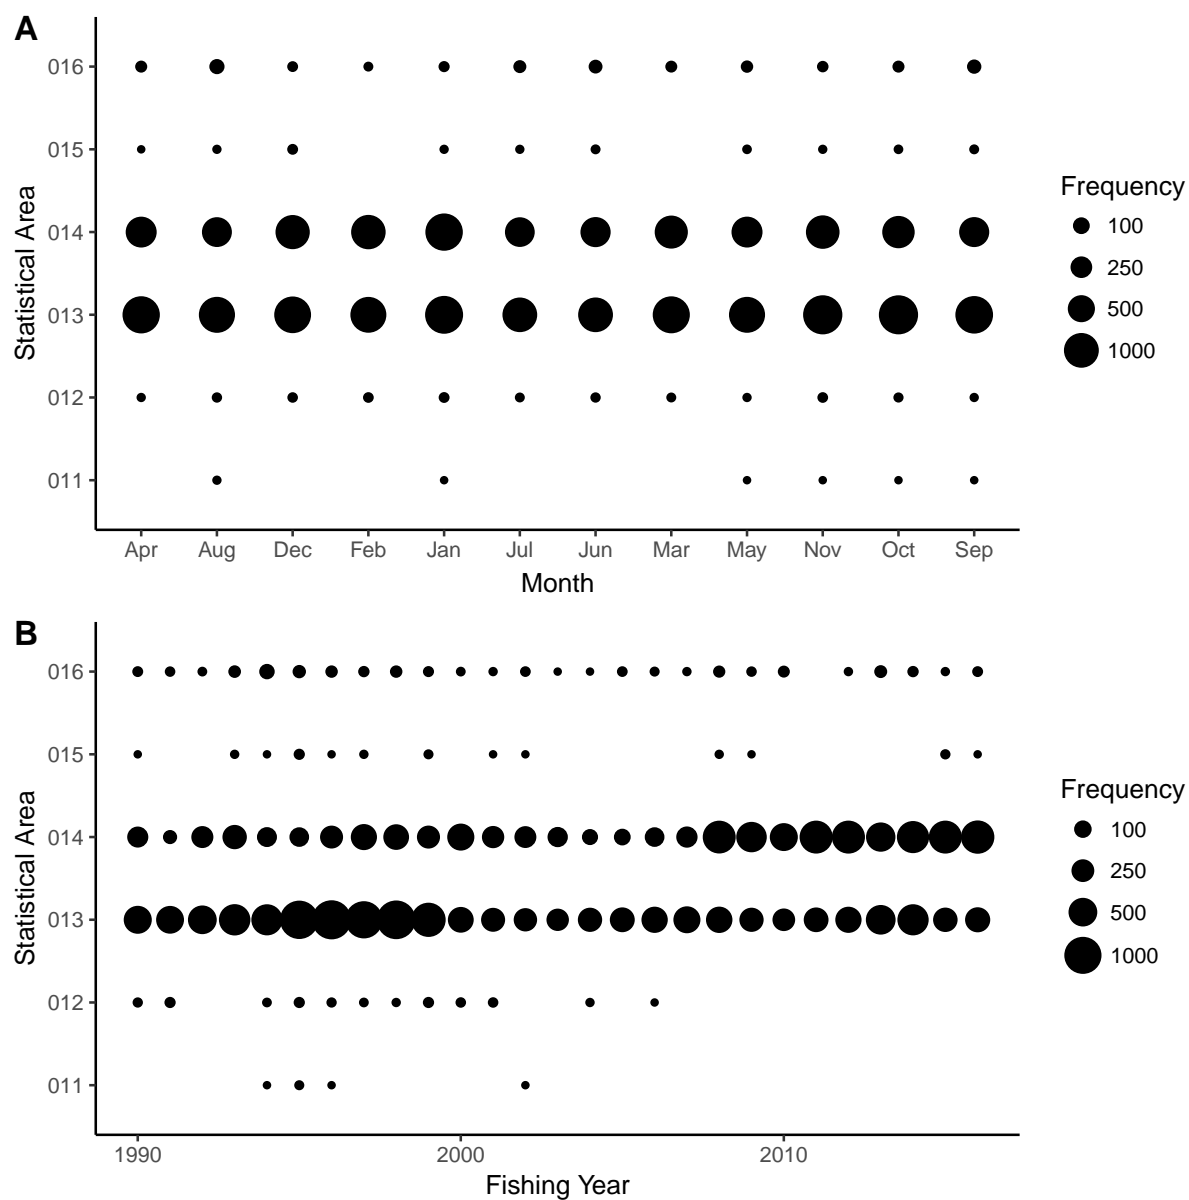 A
016
015
014
013
012
011
Statistical Area
Apr Aug Dec Feb Jan Jul Jun Mar May Nov Oct Sep
Month
Frequency
100
250
500
1000
B
016
015
014
013
012
011
Statistical Area
1990 2000 2010
Fishing Year
Frequency
100
250
500
1000